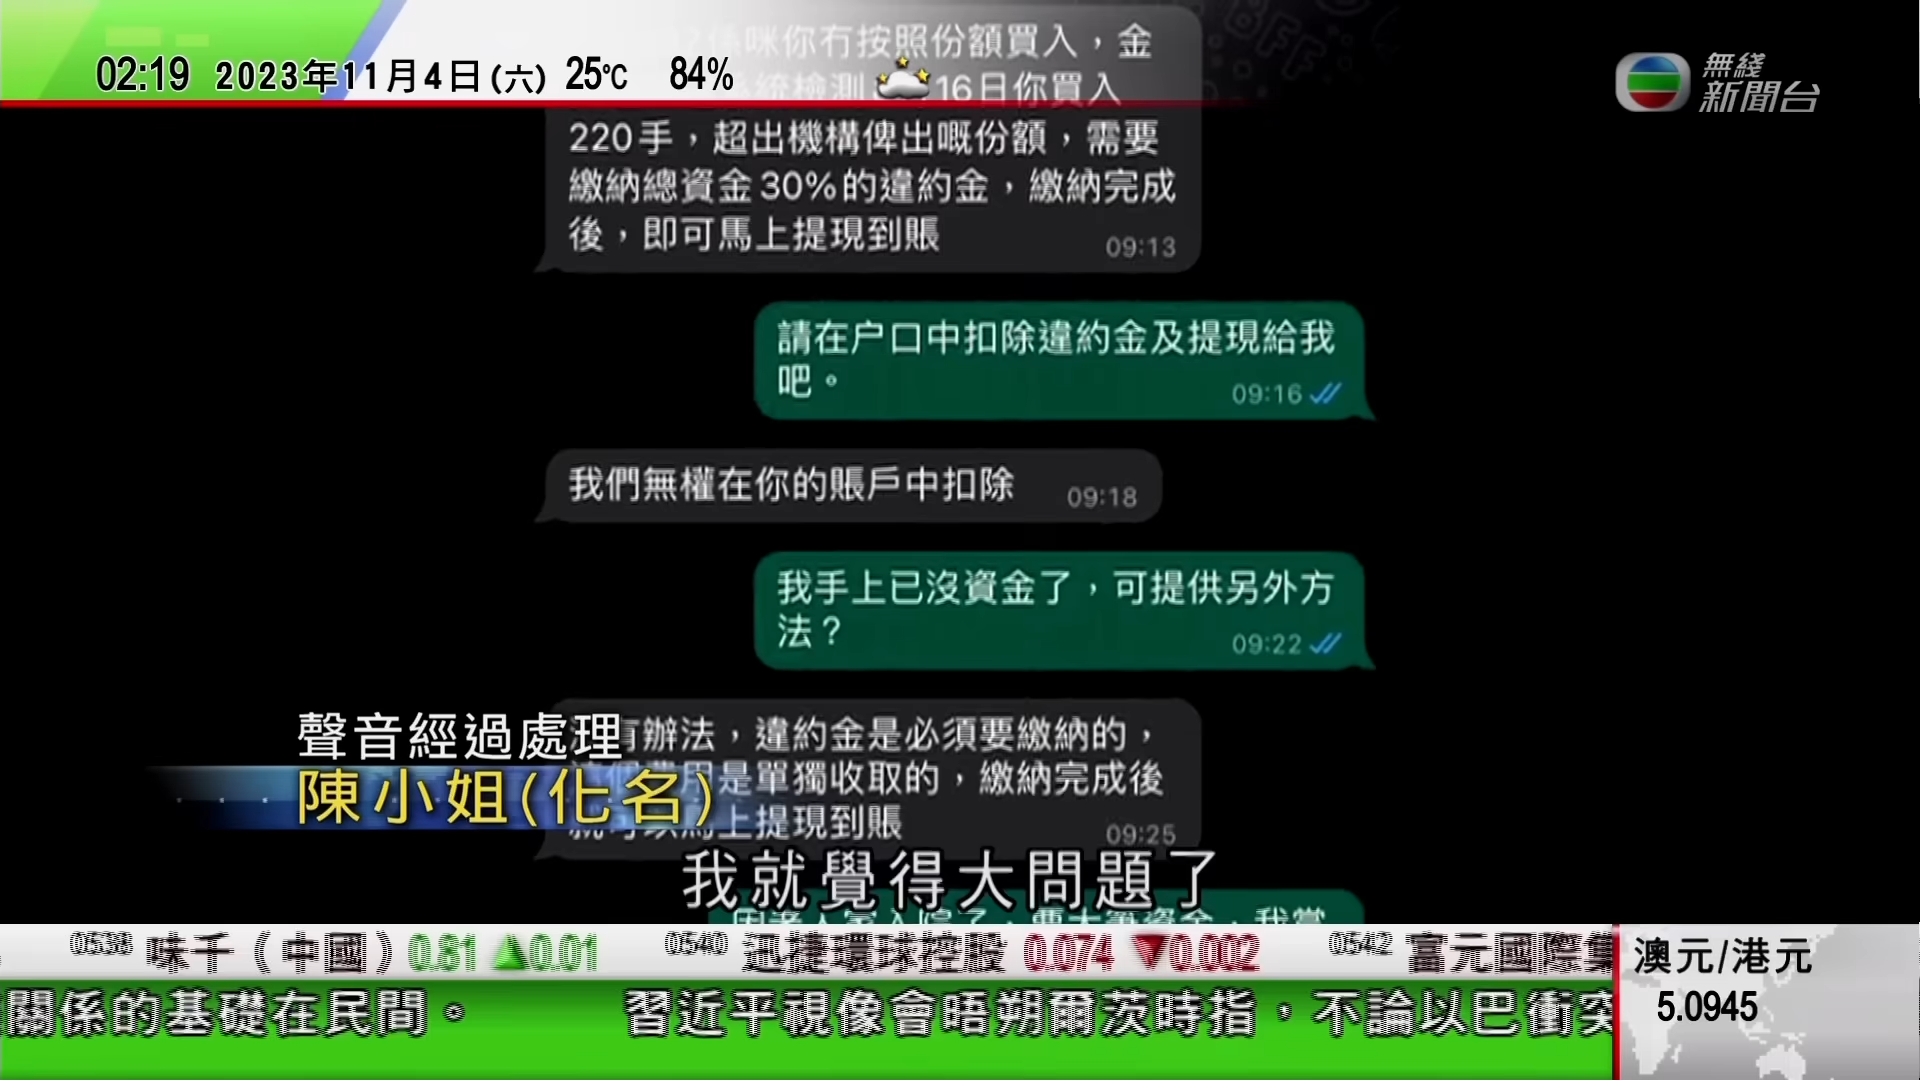 02:19 2023年11月4日(六) 25℃ 84%
無綫
新聞台
係咪你冇按照份額買入，金
系統檢測
16日你買入
220手，超出機構俾出嘅份額，需要
繳納總資金30%的違約金，繳納完成
後，即可馬上提現到賬
09:13
請在户口中扣除違約金及提現給我
吧。
09:16
我們無權在你的賬戶中扣除 09:18
我手上已沒資金了，可提供另外方
法？
09:22
有辦法，違約金是必須要繳納的，
是單獨收取的，繳納完成後
上提現到賬
09:25
聲音經過處理
陳小姐(化名)
我就覺得大問題了
0538 味千（中國）0.81 ▲0.01 0540 迅捷環球控股 0.074 ▼0.002 0542 富元國際集
關係的基礎在民間。 習近平視像會唔朔爾茨時指，不論以巴衝突
澳元/港元
5.0945